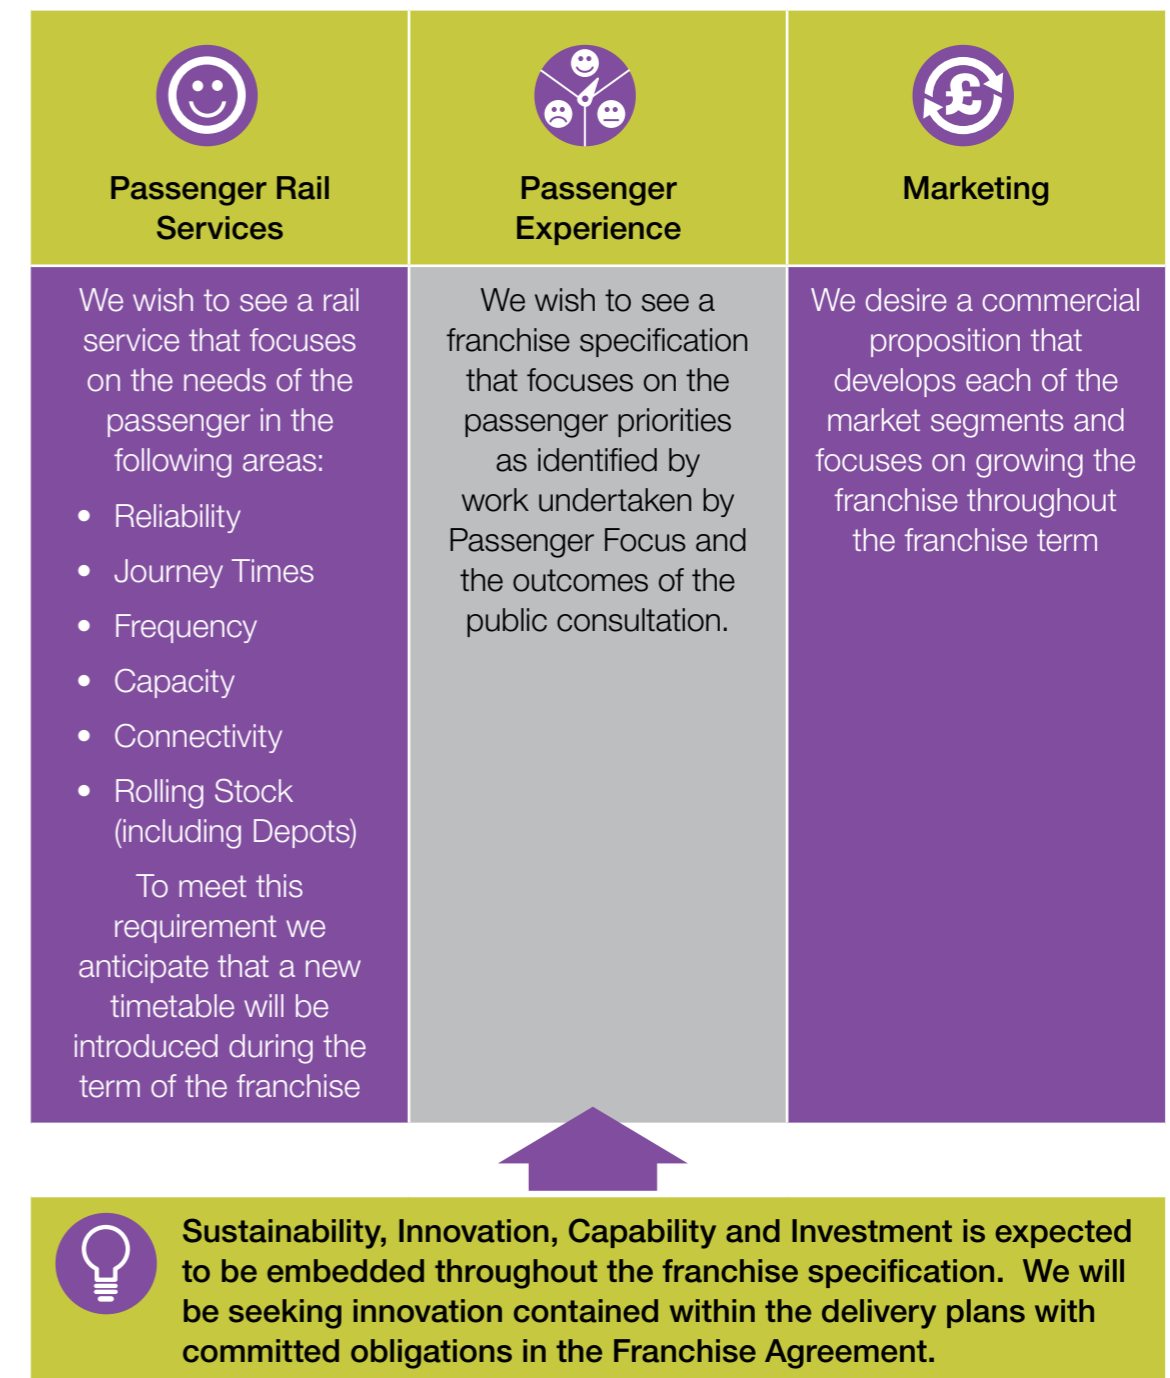 Passenger Rail
Services
We wish to see a rail
service that focuses
on the needs of the
passenger in the
following areas:
• Reliability
• Journey Times
• Frequency
• Capacity
• Connectivity
• Rolling Stock
(including Depots)
To meet this
requirement we
anticipate that a new
timetable will be
introduced during the
term of the franchise
Passenger
Experience
We wish to see a
franchise specification
that focuses on the
passenger priorities
as identified by
work undertaken by
Passenger Focus and
the outcomes of the
public consultation.
£
Marketing
We desire a commercial
proposition that
develops each of the
market segments and
focuses on growing the
franchise throughout
the franchise term
Sustainability, Innovation, Capability and Investment is expected
to be embedded throughout the franchise specification.  We will
be seeking innovation contained within the delivery plans with
committed obligations in the Franchise Agreement.